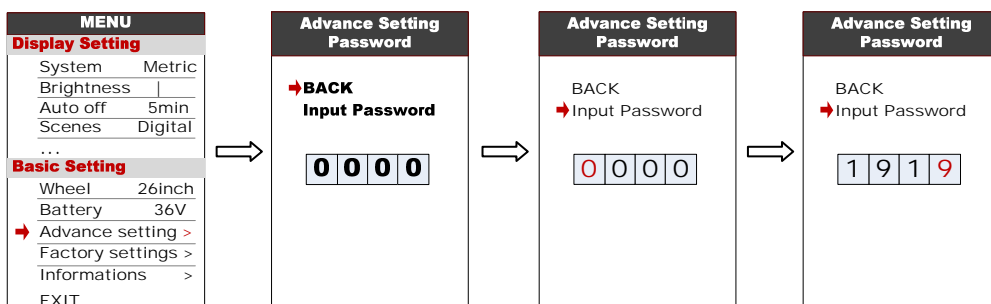 MENU
Display Setting
System Metric
Brightness |
Auto off 5min
Scenes Digital
...
Basic Setting
Wheel 26inch
Battery 36V
Advance setting >
Factory settings >
Informations >
EXIT
Advance Setting
Password
BACK
Input Password
0 0 0 0
Advance Setting
Password
BACK
Input Password
0 0 0 0
Advance Setting
Password
BACK
Input Password
1 9 1 9